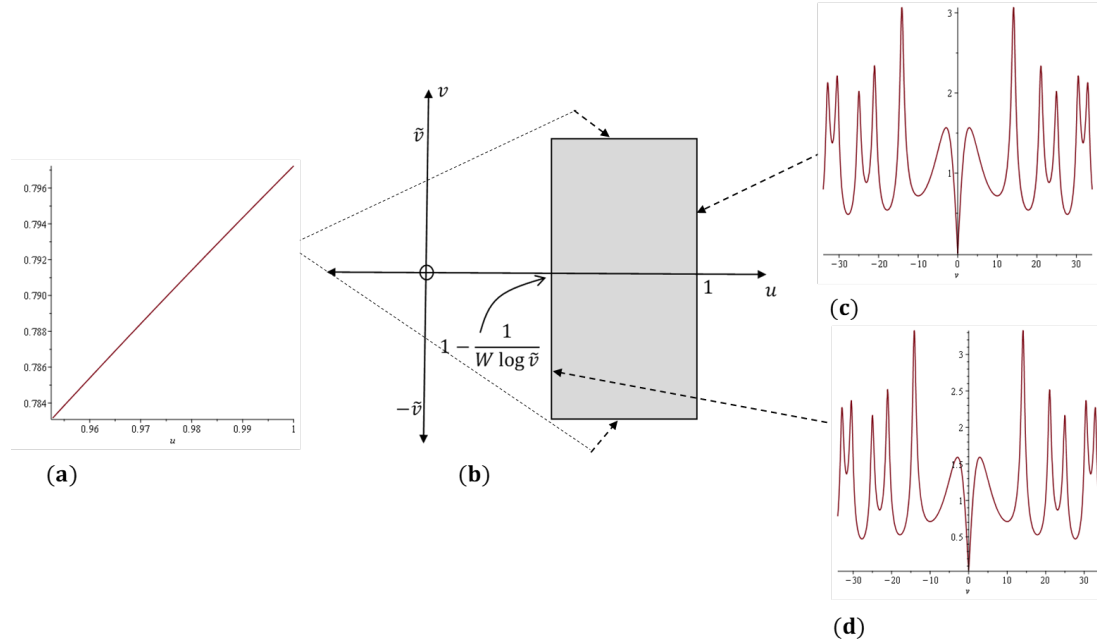 0.796
0.794
0.792
0.790
0.788
0.786
0.784
0.96 0.97 0.98 0.99 1
u
(a)
v
ṽ
1
u
1 − 1 / (W log ṽ)
−ṽ
(b)
3
2
1
−30 −20 −10 0 10 20 30
v
(c)
3
2.5
2
1.5
1
0.5
−30 −20 −10 0 10 20 30
v
(d)